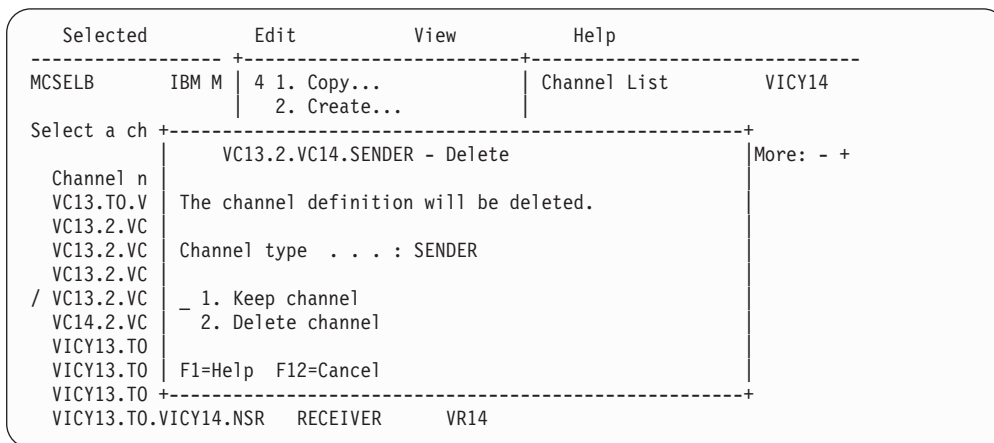 Selected Edit View Help
------------------ +--------------------------+-------------------------------
MCSELB IBM M | 4 1. Copy... | Channel List VICY14
| 2. Create... |
Select a ch +------------------------------------------------------+
| VC13.2.VC14.SENDER - Delete |More: - +
Channel n | |
VC13.TO.V | The channel definition will be deleted. |
VC13.2.VC | |
VC13.2.VC | Channel type . . . : SENDER |
VC13.2.VC | |
/ VC13.2.VC | _ 1. Keep channel |
VC14.2.VC | 2. Delete channel |
VICY13.TO | |
VICY13.TO | F1=Help F12=Cancel |
VICY13.TO +------------------------------------------------------+
VICY13.TO.VICY14.NSR RECEIVER VR14